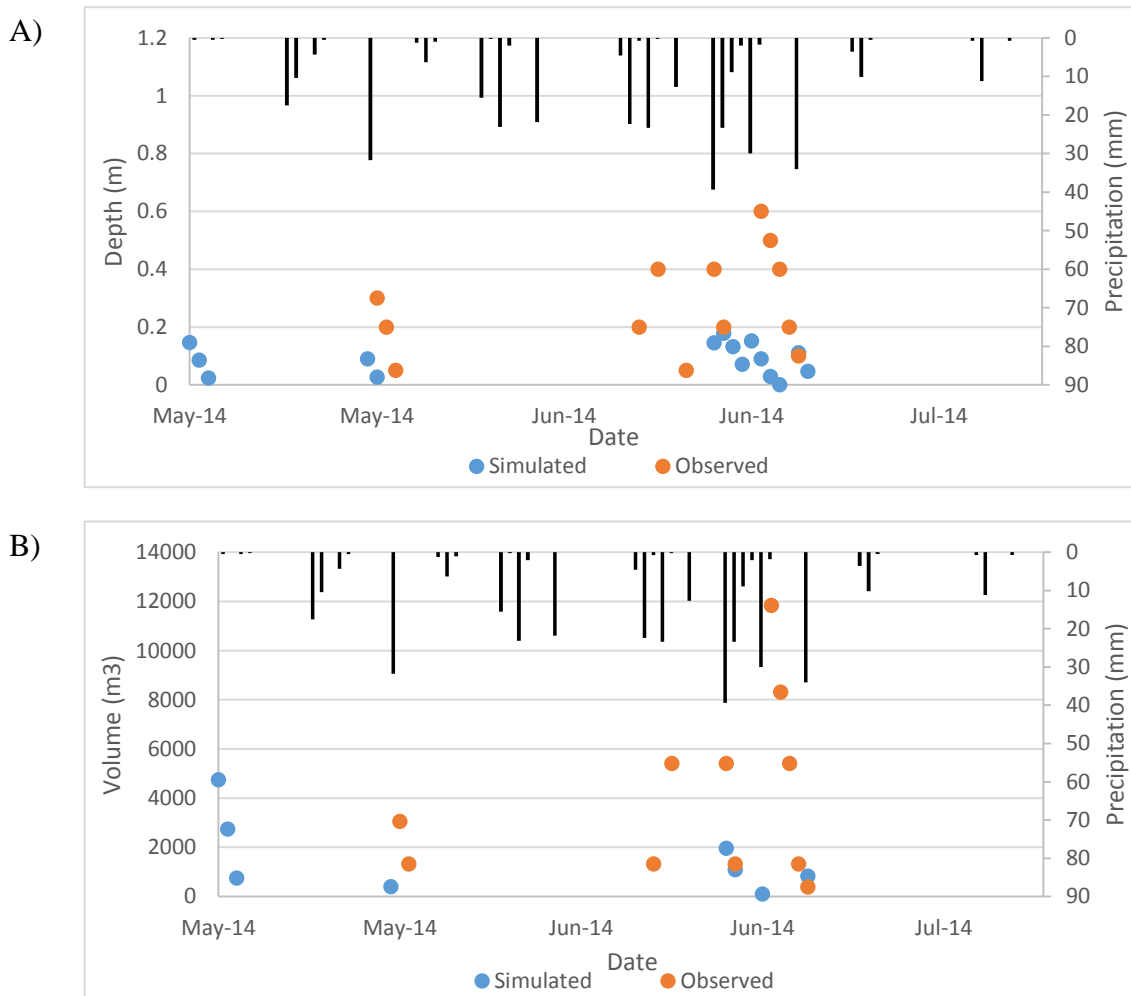 A)
1.2
1
0.8
0.6
0.4
0.2
0
Depth (m)
0
10
20
30
40
50
60
70
80
90
Precipitation (mm)
May-14 May-14 Jun-14 Jun-14 Jul-14
Date
Simulated Observed
B)
14000
12000
10000
8000
6000
4000
2000
0
Volume (m3)
0
10
20
30
40
50
60
70
80
90
Precipitation (mm)
May-14 May-14 Jun-14 Jun-14 Jul-14
Date
Simulated Observed